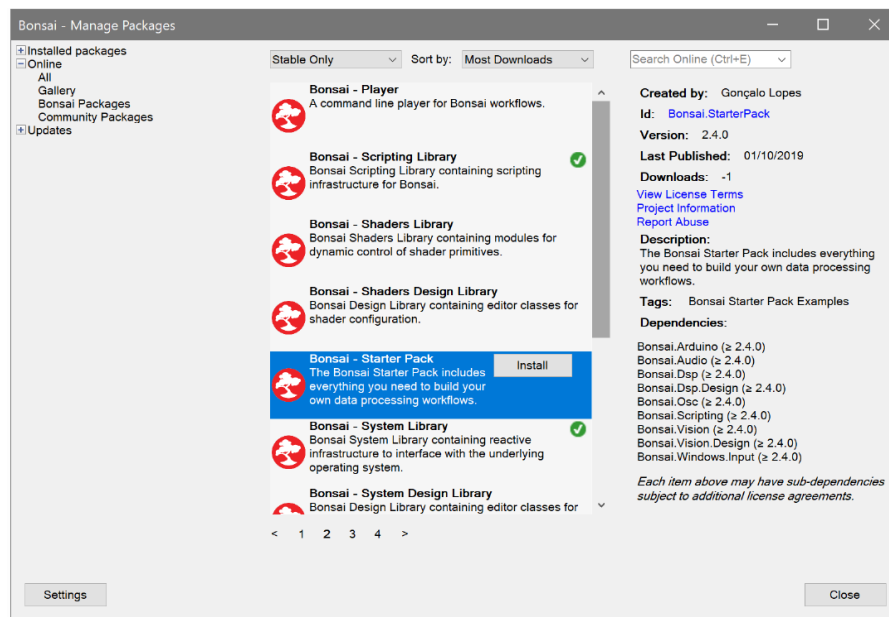 Bonsai - Manage Packages
Installed packages
Online
All
Gallery
Bonsai Packages
Community Packages
Updates
Stable Only
Sort by:
Most Downloads
Search Online (Ctrl+E)
Bonsai - Player
A command line player for Bonsai workflows.
Bonsai - Scripting Library
Bonsai Scripting Library containing scripting
infrastructure for Bonsai.
Bonsai - Shaders Library
Bonsai Shaders Library containing modules for
dynamic control of shader primitives.
Bonsai - Shaders Design Library
Bonsai Design Library containing editor classes for
shader configuration.
Bonsai - Starter Pack
The Bonsai Starter Pack includes
everything you need to build your
own data processing workflows.
Install
Bonsai - System Library
Bonsai System Library containing reactive
infrastructure to interface with the underlying
operating system.
Bonsai - System Design Library
Bonsai Design Library containing editor classes for
< 1 2 3 4 >
Created by: Gonçalo Lopes
Id: Bonsai.StarterPack
Version: 2.4.0
Last Published: 01/10/2019
Downloads: -1
View License Terms
Project Information
Report Abuse
Description:
The Bonsai Starter Pack includes everything
you need to build your own data processing
workflows.
Tags: Bonsai Starter Pack Examples
Dependencies:
Bonsai.Arduino (≥ 2.4.0)
Bonsai.Audio (≥ 2.4.0)
Bonsai.Dsp (≥ 2.4.0)
Bonsai.Dsp.Design (≥ 2.4.0)
Bonsai.Osc (≥ 2.4.0)
Bonsai.Scripting (≥ 2.4.0)
Bonsai.Vision (≥ 2.4.0)
Bonsai.Vision.Design (≥ 2.4.0)
Bonsai.Windows.Input (≥ 2.4.0)
Each item above may have sub-dependencies
subject to additional license agreements.
Settings
Close